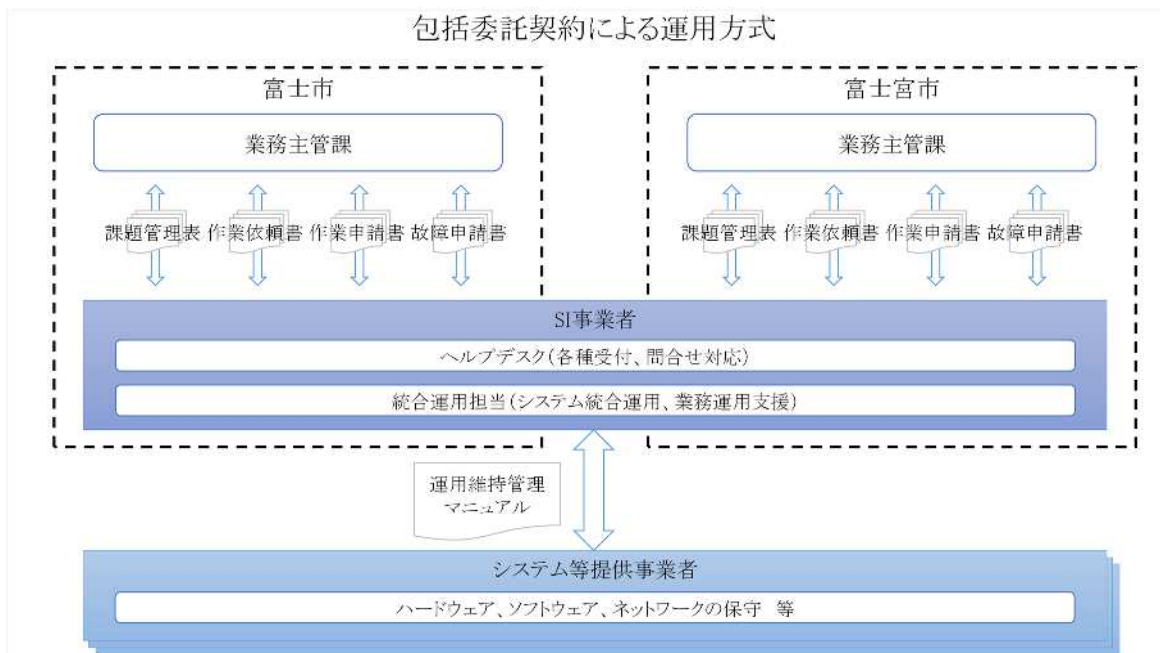 包括委託契約による運用方式
富士市
富士宮市
業務主管課
業務主管課
課題管理表 作業依頼書 作業申請書 故障申請書
課題管理表 作業依頼書 作業申請書 故障申請書
SI事業者
ヘルプデスク(各種受付、問合せ対応)
統合運用担当(システム統合運用、業務運用支援)
運用維持管理
マニュアル
システム等提供事業者
ハードウェア、ソフトウェア、ネットワークの保守 等